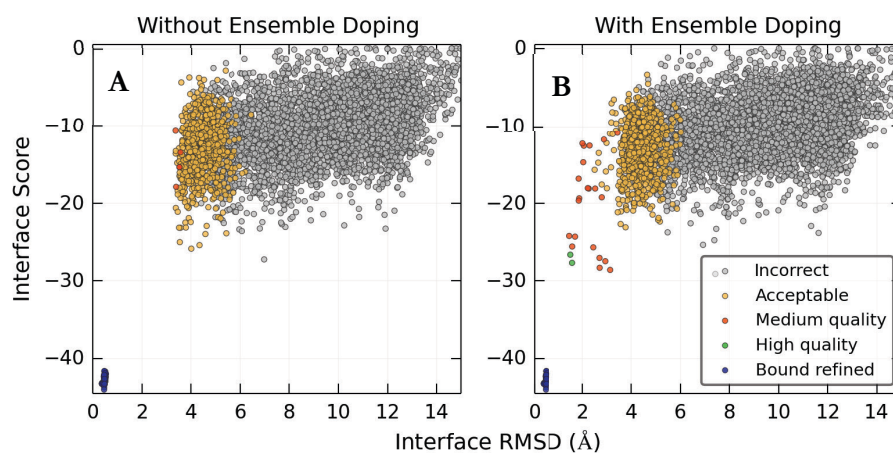 Without Ensemble Doping
With Ensemble Doping
A
B
Interface Score
0
−10
−20
−30
−40
0
−10
−20
−30
−40
Incorrect
Acceptable
Medium quality
High quality
Bound refined
0 2 4 6 8 10 12 14
0 2 4 6 8 10 12 14
Interface RMSD (Å)